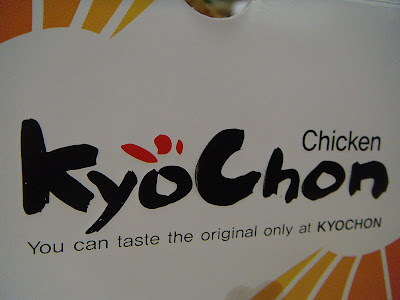 Chicken
KyoChon
You can taste the original only at KYOCHON